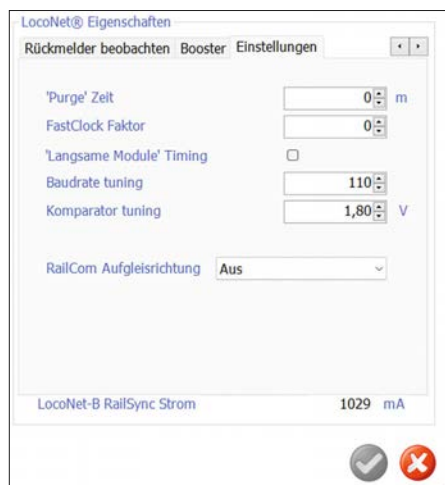 LocoNet® Eigenschaften
Rückmelder beobachten Booster Einstellungen
'Purge' Zeit 0 m
FastClock Faktor 0
'Langsame Module' Timing
Baudrate tuning 110
Komparator tuning 1,80 V
RailCom Aufgleisrichtung Aus
LocoNet-B RailSync Strom 1029 mA